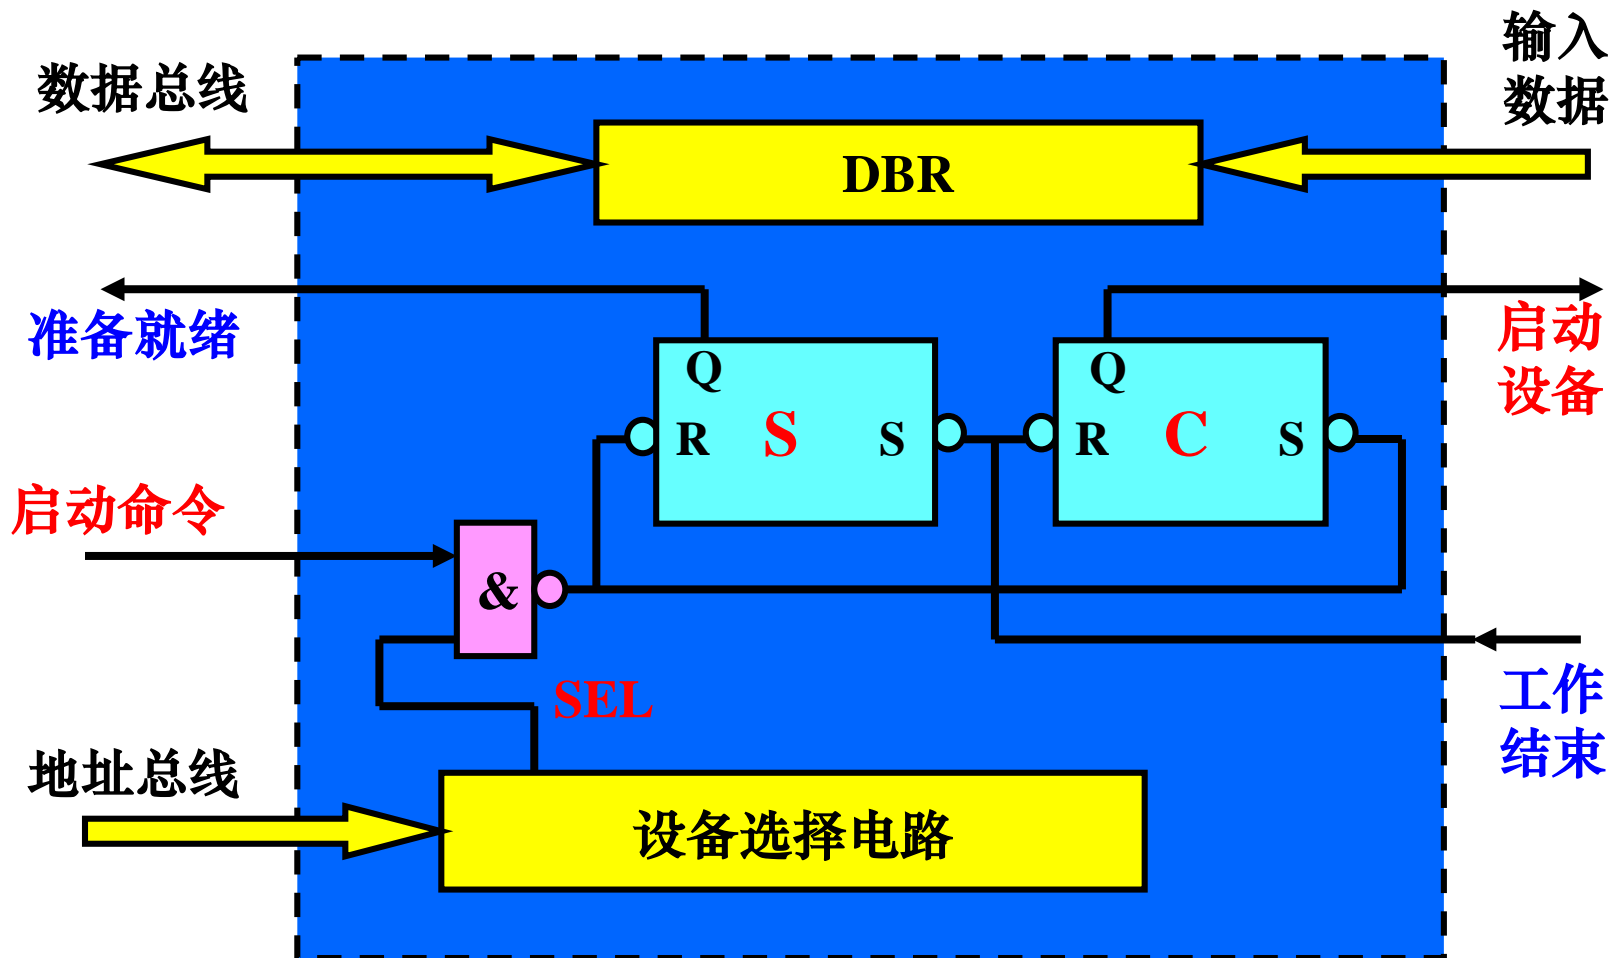 输入
数据
数据总线
DBR
准备就绪
启动
设备
Q
R S S
Q
R C S
启动命令
&
SEL
工作
结束
地址总线
设备选择电路